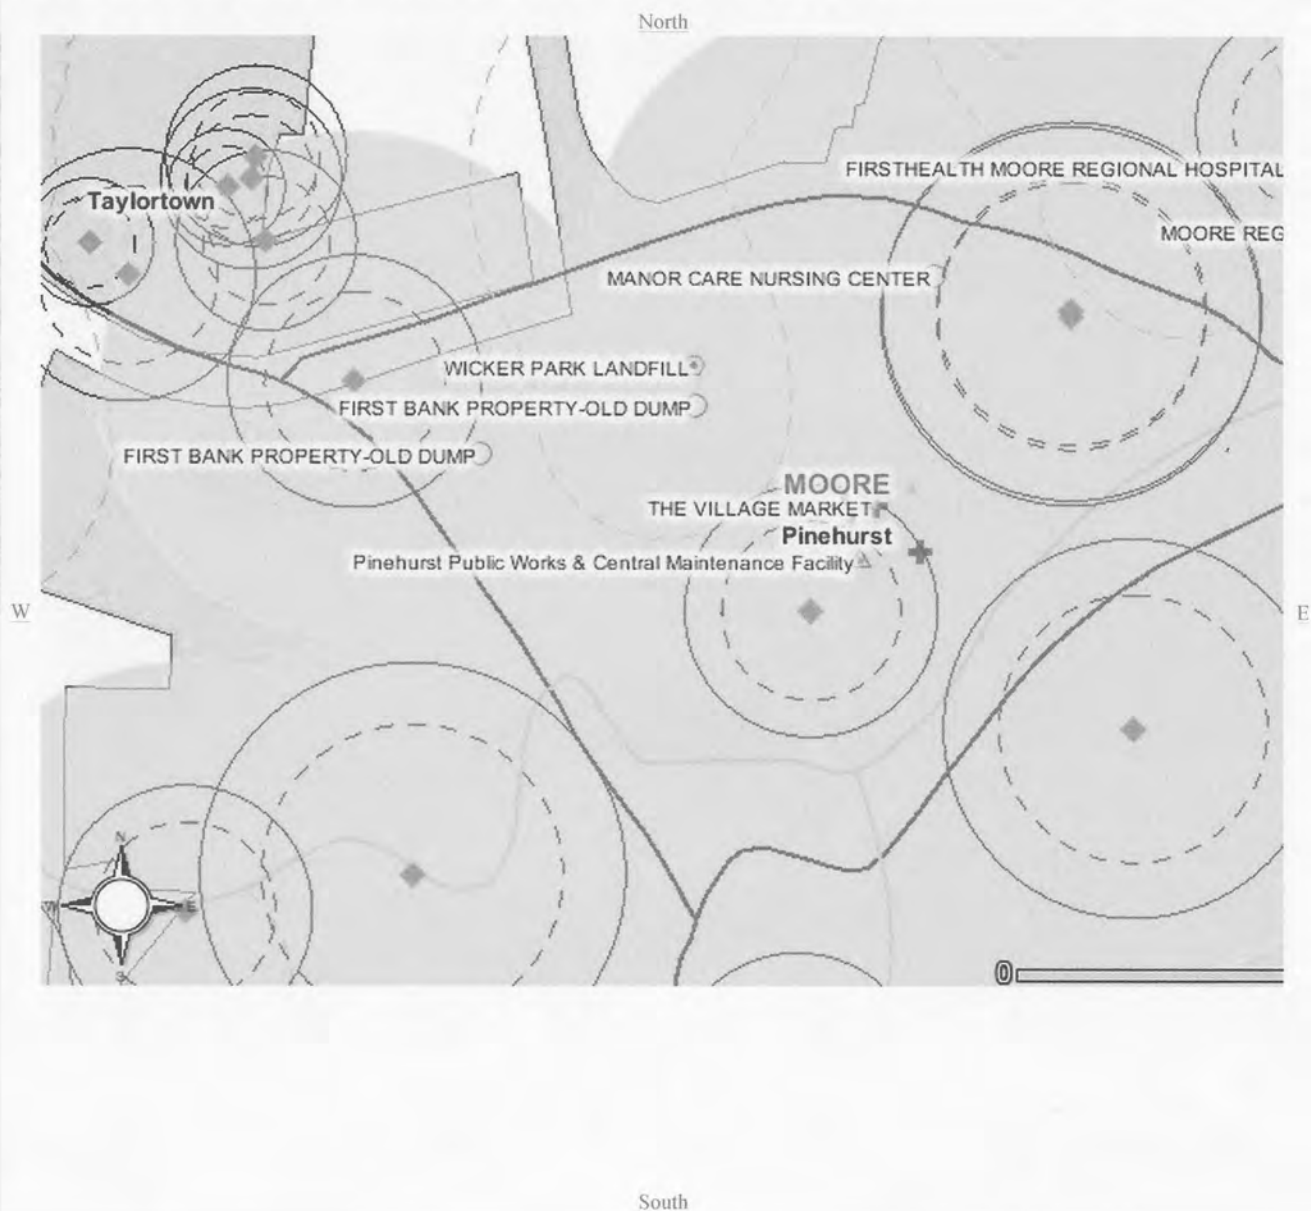 North
FIRSTHEALTH MOORE REGIONAL HOSPITAL
Taylortown
MOORE REG
MANOR CARE NURSING CENTER
WICKER PARK LANDFILL
FIRST BANK PROPERTY-OLD DUMP
FIRST BANK PROPERTY-OLD DUMP
MOORE
THE VILLAGE MARKET
Pinehurst
Pinehurst Public Works & Central Maintenance Facility
W
E
N
W
E
S
0
South